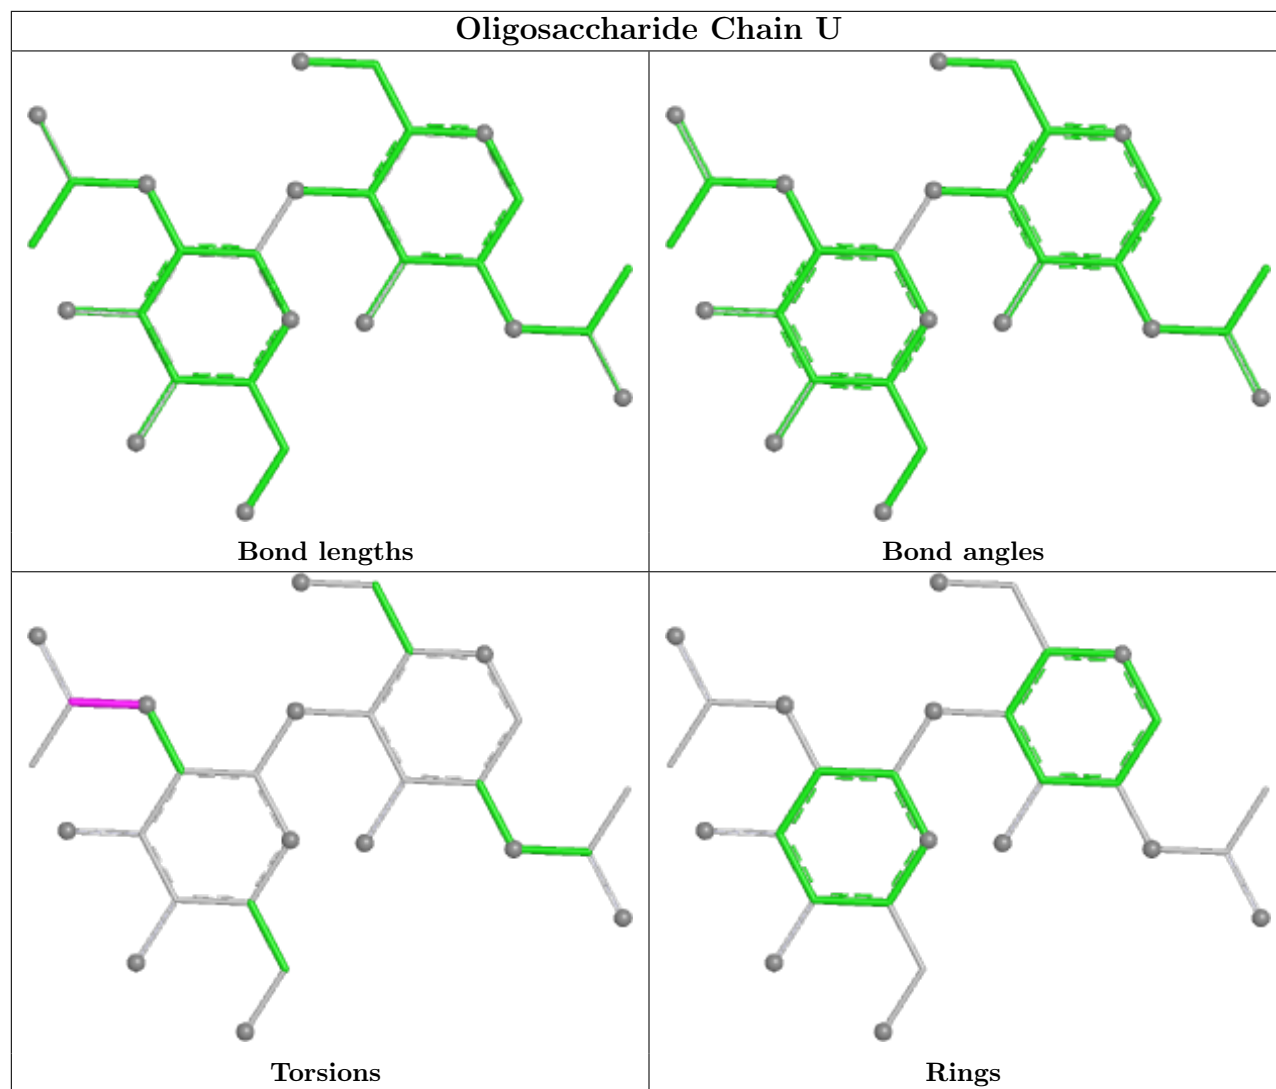 Oligosaccharide Chain U
Bond lengths
Bond angles
Torsions
Rings